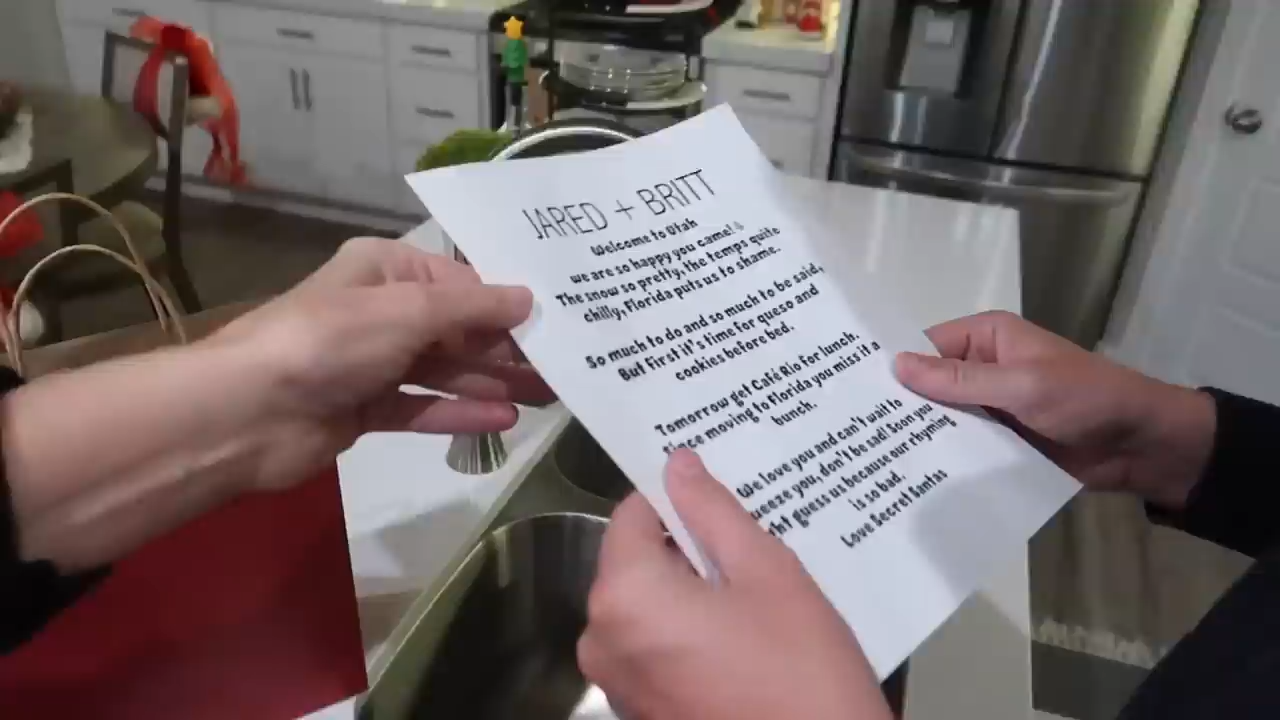 JARED + BRITT
Welcome to Utah
we are so happy you came!
The snow so pretty, the temps quite
chilly, Florida puts us to shame.
So much to do and so much to be said,
But first it's time for queso and
cookies before bed.
Tomorrow get Café Rio for lunch.
Since moving to Florida you miss it a
bunch.
We love you and can't wait to
you, don't be sad! Soon you
guess us because our rhyming
is so bad.
Love Secret Santas